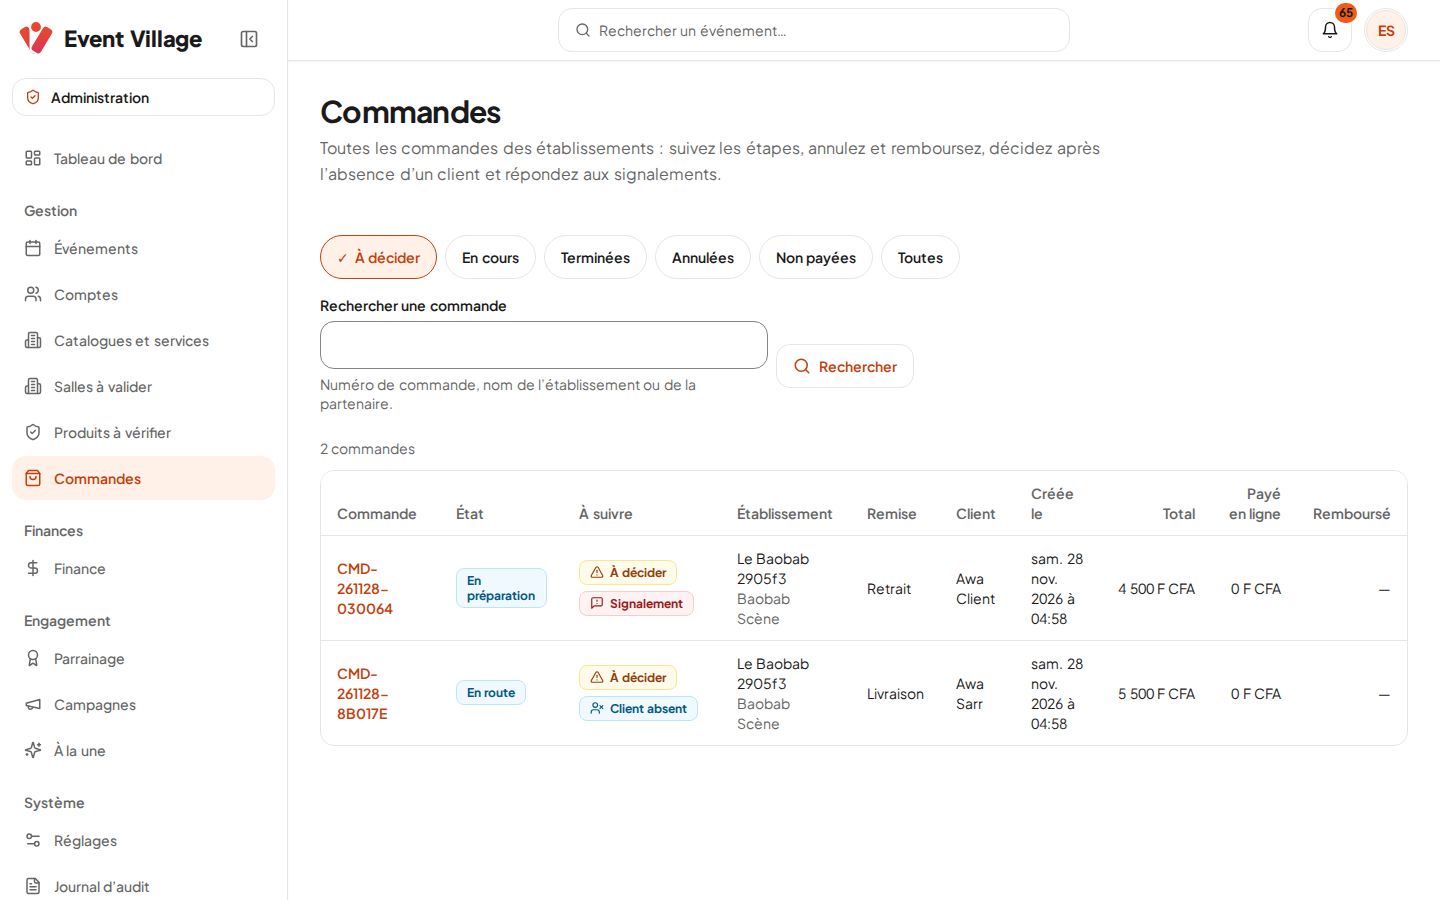 Event Village
Rechercher un événement...
65
ES
Administration
Tableau de bord
Gestion
Événements
Comptes
Catalogues et services
Salles à valider
Produits à vérifier
Commandes
Finances
Finance
Engagement
Parrainage
Campagnes
À la une
Système
Réglages
Journal d’audit
Commandes
Toutes les commandes des établissements : suivez les étapes, annulez et remboursez, décidez après
l’absence d’un client et répondez aux signalements.
✓ À décider
En cours
Terminées
Annulées
Non payées
Toutes
Rechercher une commande
Rechercher
Numéro de commande, nom de l’établissement ou de la
partenaire.
2 commandes
Commande
État
À suivre
Établissement
Remise
Client
Créée
le
Total
Payé
en ligne
Remboursé
CMD-
261128-
030064
En
préparation
À décider
Signalement
Le Baobab
2905f3
Baobab
Scène
Retrait
Awa
Client
sam. 28
nov.
2026 à
04:58
4 500 F CFA
0 F CFA
—
CMD-
261128-
8B017E
En route
À décider
Client absent
Le Baobab
2905f3
Baobab
Scène
Livraison
Awa
Sarr
sam. 28
nov.
2026 à
04:58
5 500 F CFA
0 F CFA
—